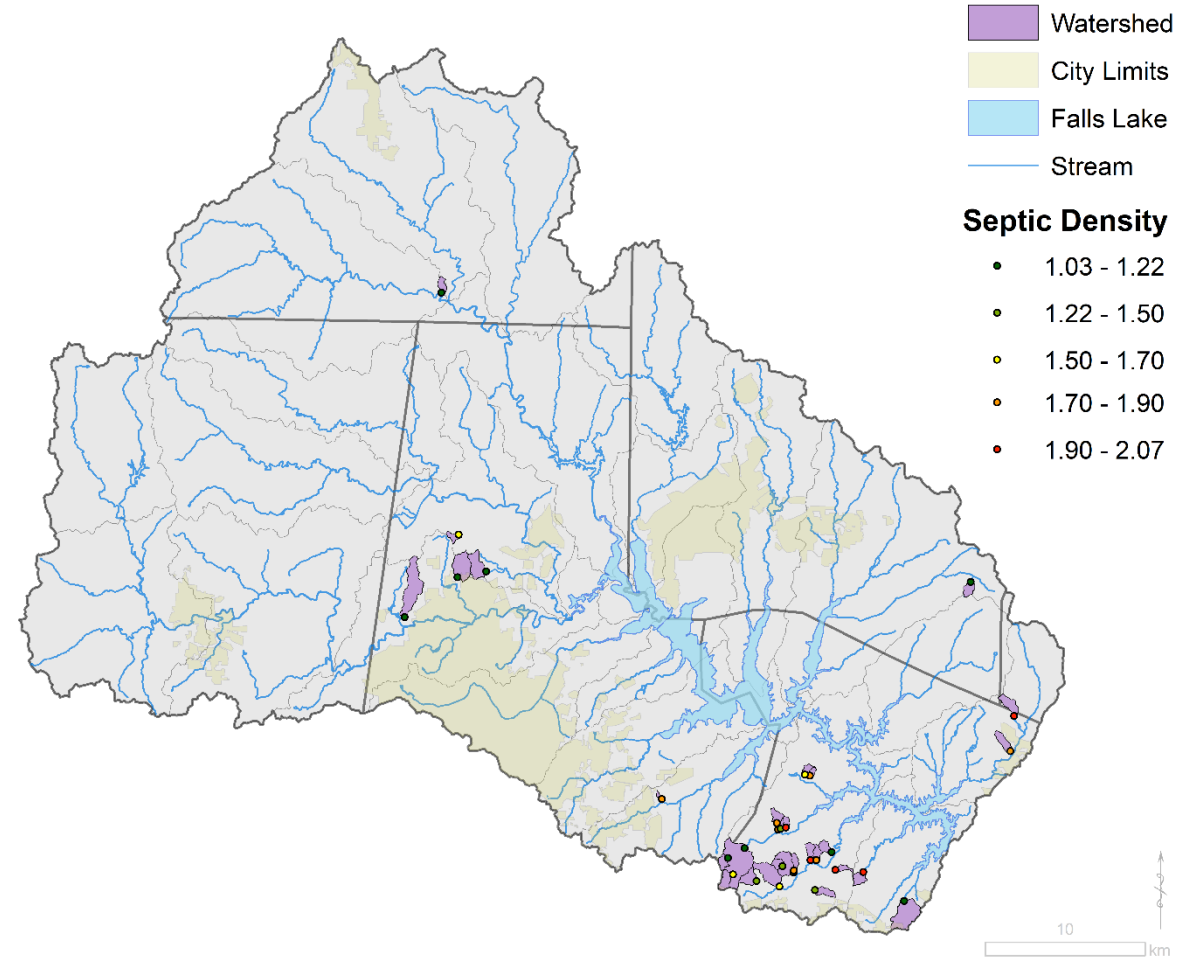 Watershed
City Limits
Falls Lake
Stream
Septic Density
1.03 - 1.22
1.22 - 1.50
1.50 - 1.70
1.70 - 1.90
1.90 - 2.07
10
km